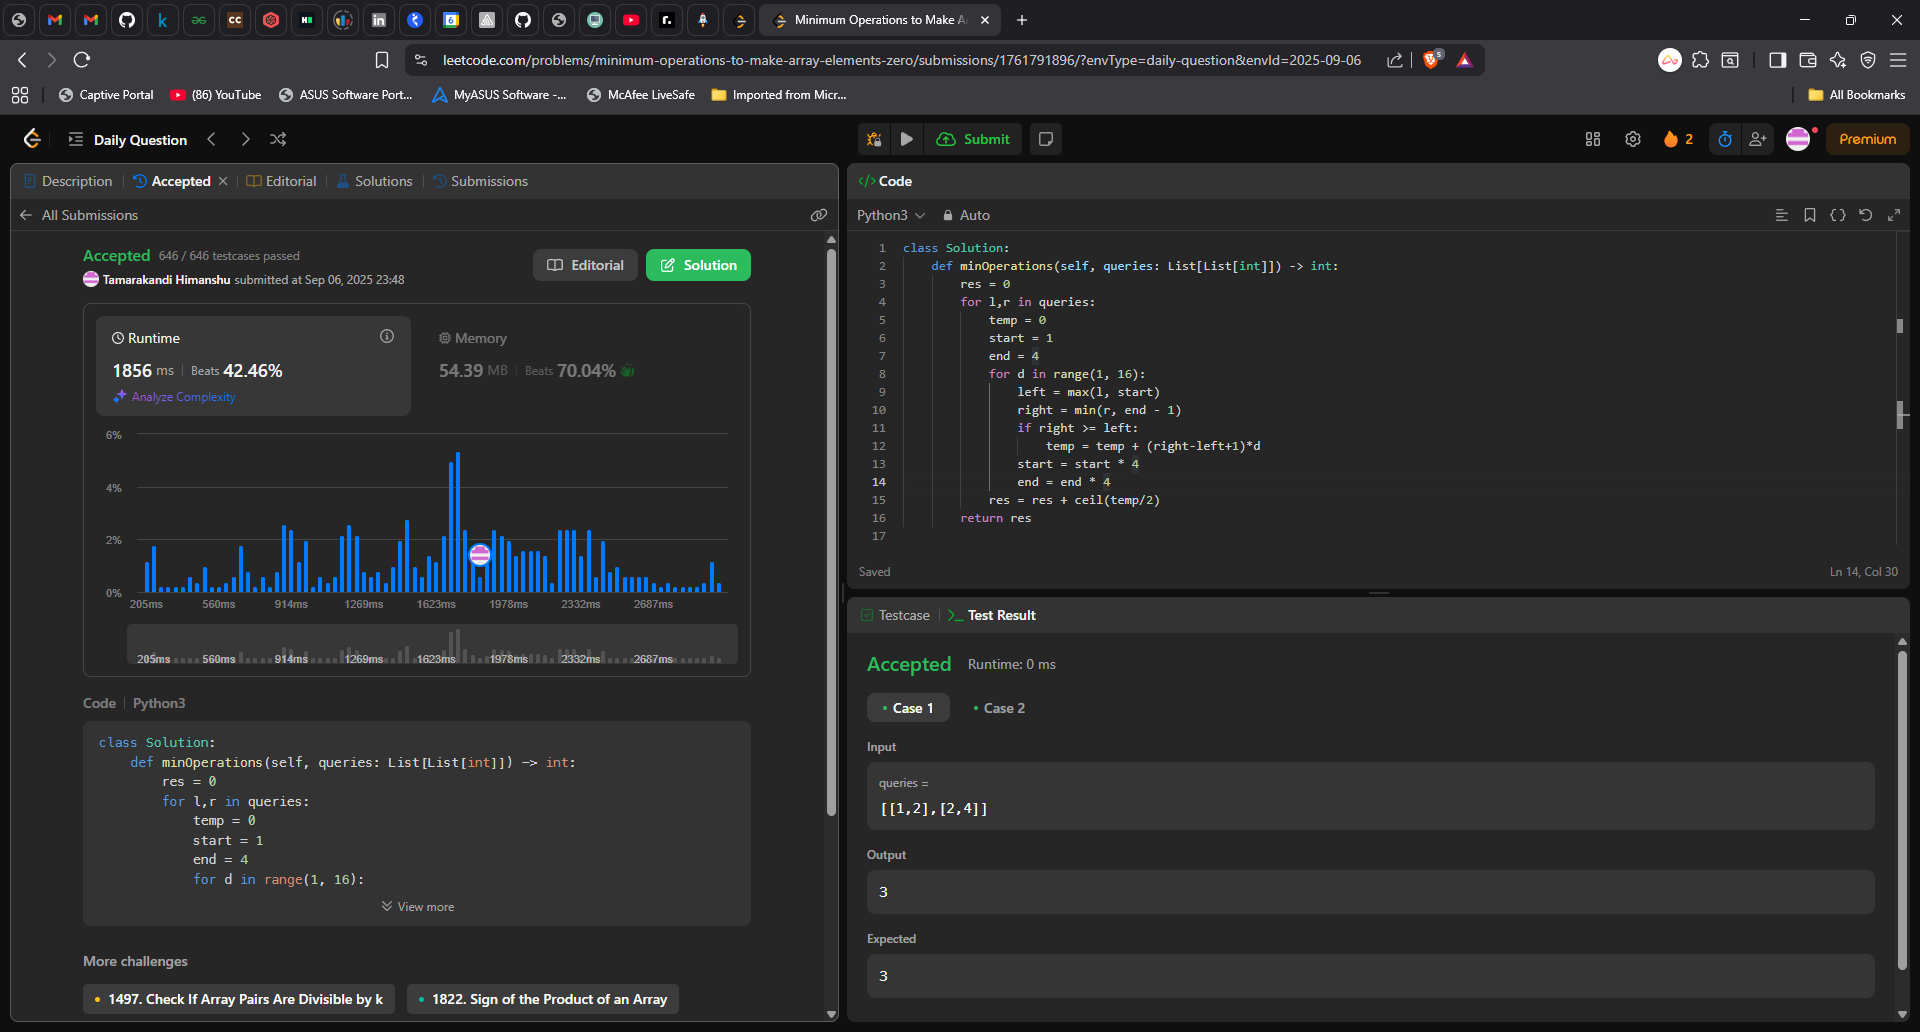 Minimum Operations to Make A
leetcode.com/problems/minimum-operations-to-make-array-elements-zero/submissions/1761791896/?envType=daily-question&envId=2025-09-06
Captive Portal
(86) YouTube
ASUS Software Port...
MyASUS Software -...
McAfee LiveSafe
Imported from Micr...
All Bookmarks
Daily Question
Submit
2
Premium
Description
Accepted
Editorial
Solutions
Submissions
All Submissions
Accepted 646 / 646 testcases passed
Tamarakandi Himanshu submitted at Sep 06, 2025 23:48
Editorial
Solution
Runtime
1856 ms Beats 42.46%
Analyze Complexity
Memory
54.39 MB Beats 70.04%
6%
4%
2%
0%
205ms 560ms 914ms 1269ms 1623ms 1978ms 2332ms 2687ms
205ms 560ms 914ms 1269ms 1623ms 1978ms 2332ms 2687ms
Code Python3
class Solution:
def minOperations(self, queries: List[List[int]]) -> int:
res = 0
for l,r in queries:
temp = 0
start = 1
end = 4
for d in range(1, 16):
View more
More challenges
1497. Check If Array Pairs Are Divisible by k
1822. Sign of the Product of an Array
</> Code
Python3
Auto
1 class Solution:
2 def minOperations(self, queries: List[List[int]]) -> int:
3 res = 0
4 for l,r in queries:
5 temp = 0
6 start = 1
7 end = 4
8 for d in range(1, 16):
9 left = max(l, start)
10 right = min(r, end - 1)
11 if right >= left:
12 temp = temp + (right-left+1)*d
13 start = start * 4
14 end = end * 4
15 res = res + ceil(temp/2)
16 return res
17
Saved
Ln 14, Col 30
Testcase
Test Result
Accepted Runtime: 0 ms
Case 1
Case 2
Input
queries =
[[1,2],[2,4]]
Output
3
Expected
3